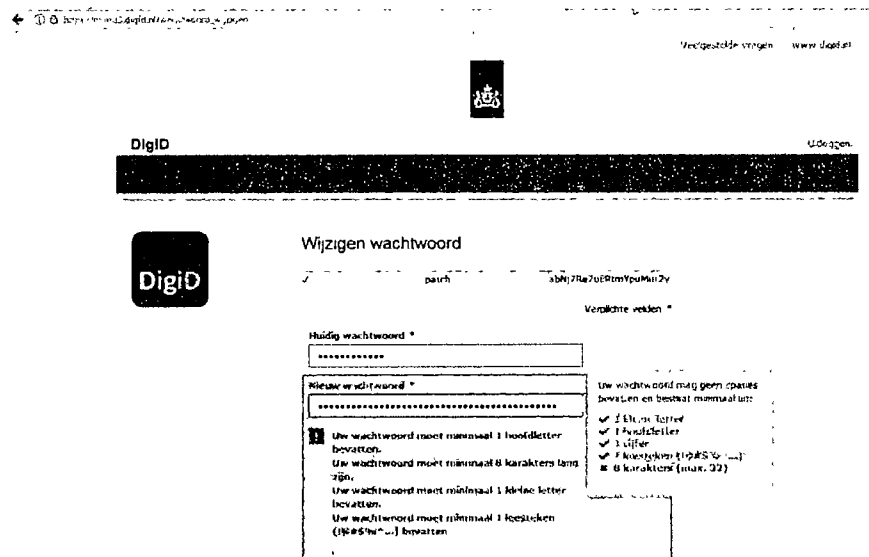 Veelgestelde vragen www.digid.nl
DigiD Uitloggen
Wijzigen wachtwoord
DigiD
patch
Verplichte velden *
Huidig wachtwoord *
Nieuw wachtwoord *
Uw wachtwoord mag geen spaties
bevatten en bestaat minimaal uit:
1 kleine letter
1 hoofdletter
1 cijfer
1 leesteken
8 karakters (max. 32)
Uw wachtwoord moet minimaal 1 hoofdletter
bevatten.
Uw wachtwoord moet minimaal 8 karakters lang
zijn.
Uw wachtwoord moet minimaal 1 kleine letter
bevatten.
Uw wachtwoord moet minimaal 1 leesteken
(!@#$%^...) bevatten